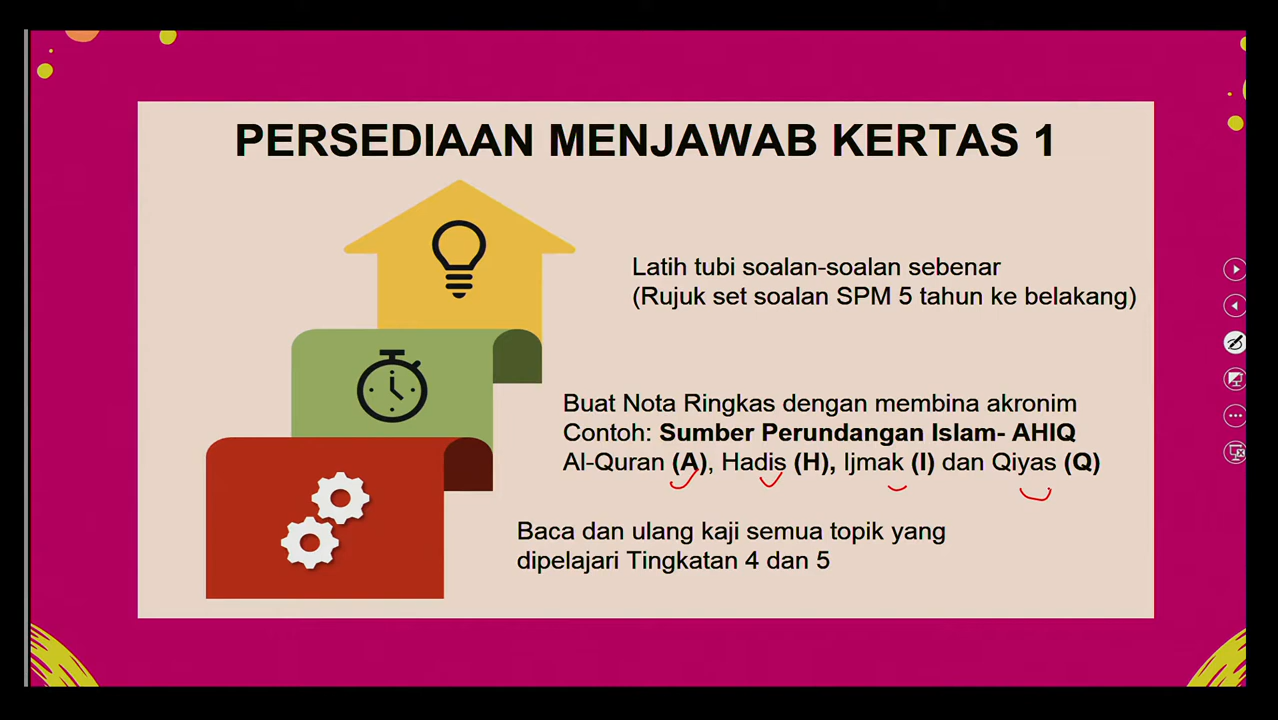 PERSEDIAAN MENJAWAB KERTAS 1
Latih tubi soalan-soalan sebenar
(Rujuk set soalan SPM 5 tahun ke belakang)
Buat Nota Ringkas dengan membina akronim
Contoh: Sumber Perundangan Islam- AHIQ
Al-Quran (A), Hadis (H), Ijmak (I) dan Qiyas (Q)
Baca dan ulang kaji semua topik yang
dipelajari Tingkatan 4 dan 5